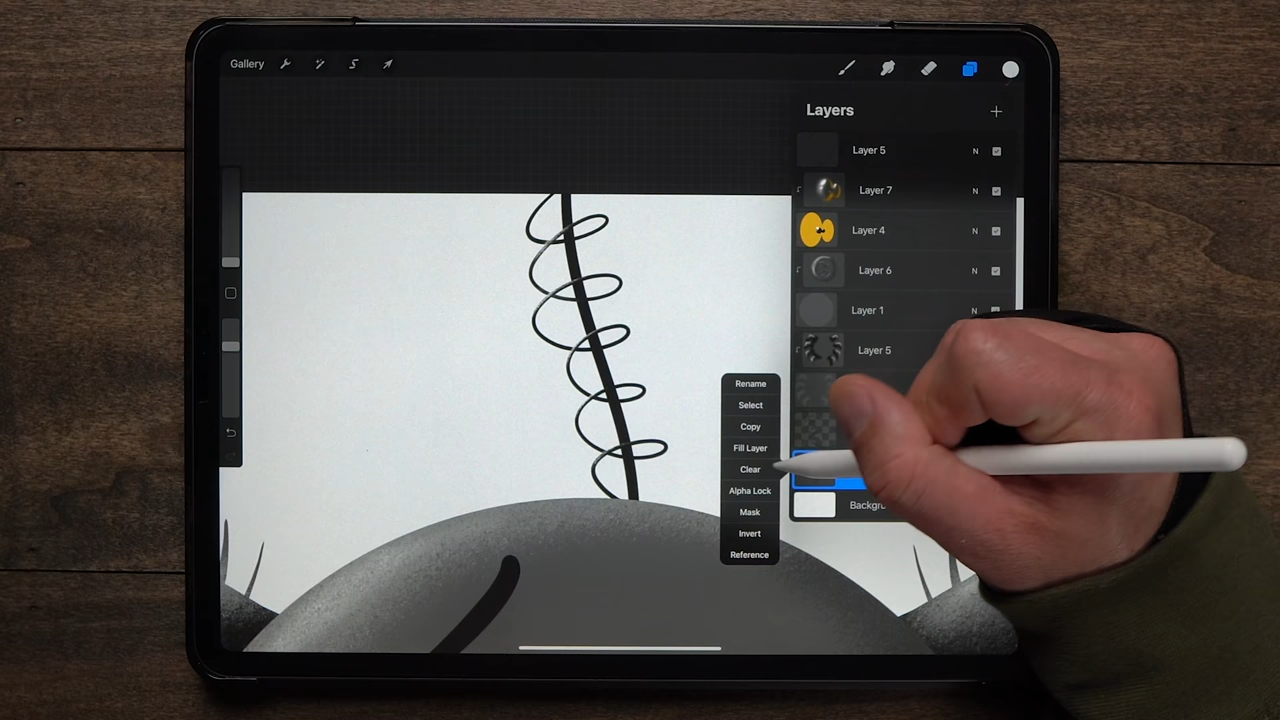 Gallery
Layers
Layer 5 N
Layer 7 N
Layer 4 N
Layer 6 N
Layer 1 N
Layer 5
Rename
Select
Copy
Fill Layer
Clear
Alpha Lock
Mask
Invert
Reference